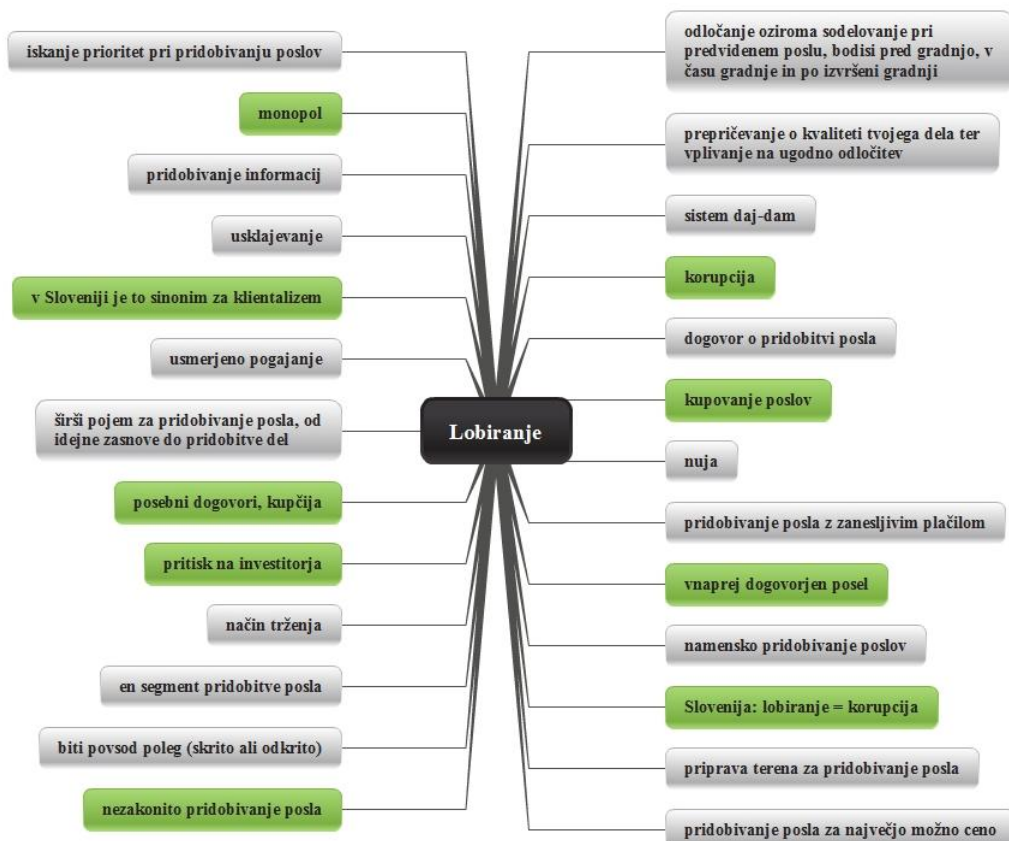 iskanje prioritet pri pridobivanju poslov
monopol
pridobivanje informacij
usklajevanje
v Sloveniji je to sinonim za klientalizem
usmerjeno pogajanje
širši pojem za pridobivanje posla, od
idejne zasnove do pridobitve del
posebni dogovori, kupčija
pritisk na investitorja
način trženja
en segment pridobitve posla
biti povsod poleg (skrito ali odkrito)
nezakonito pridobivanje posla
Lobiranje
odločanje oziroma sodelovanje pri
predvidenem poslu, bodisi pred gradnjo, v
času gradnje in po izvršeni gradnji
prepričevanje o kvaliteti tvojega dela ter
vplivanje na ugodno odločitev
sistem daj-dam
korupcija
dogovor o pridobitvi posla
kupovanje poslov
nuja
pridobivanje posla z zanesljivim plačilom
vnaprej dogovorjen posel
namensko pridobivanje poslov
Slovenija: lobiranje = korupcija
priprava terena za pridobivanje posla
pridobivanje posla za največjo možno ceno